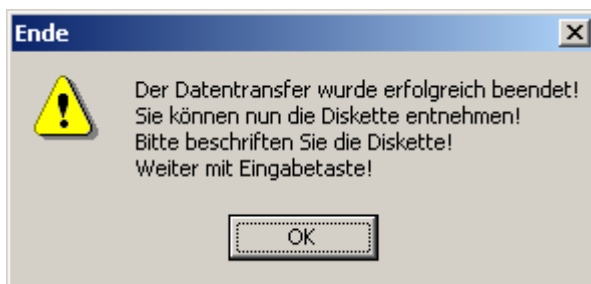 Ende
Der Datentransfer wurde erfolgreich beendet!
Sie können nun die Diskette entnehmen!
Bitte beschriften Sie die Diskette!
Weiter mit Eingabetaste!
OK